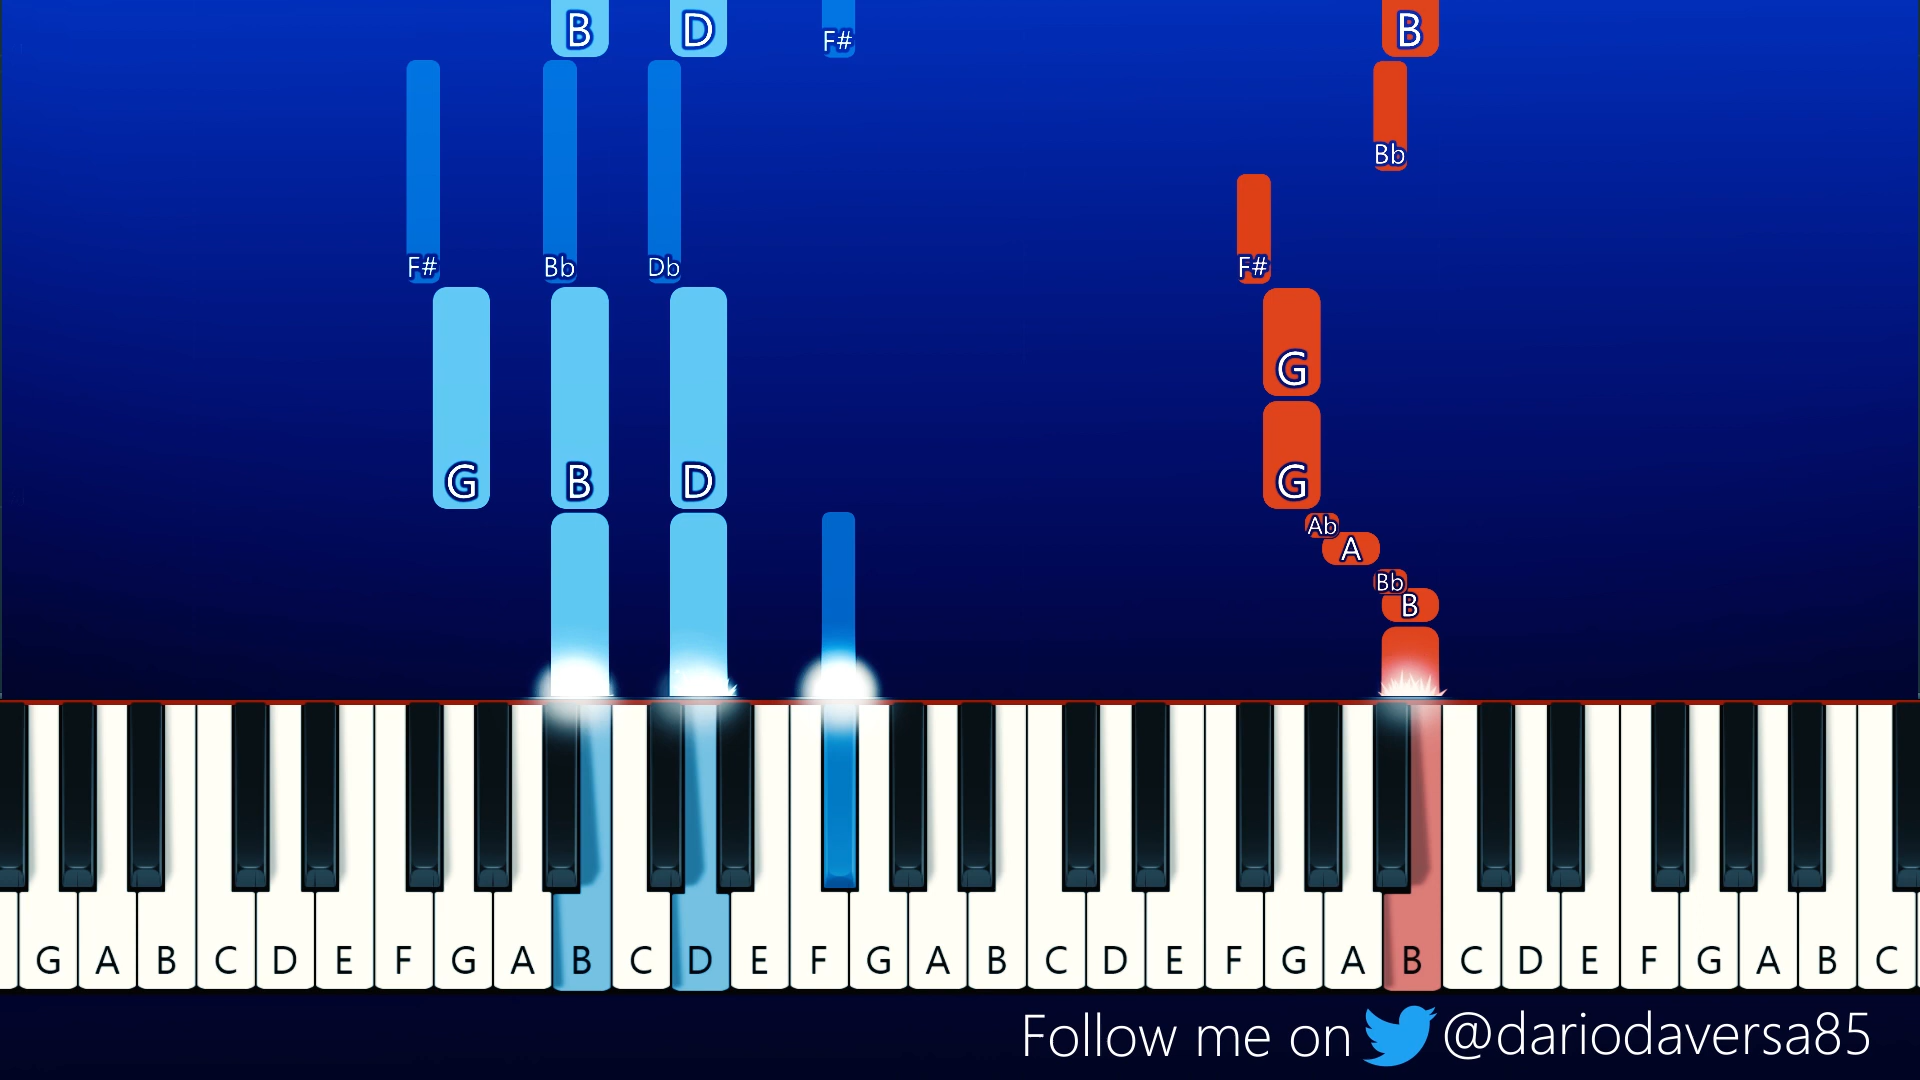 B D F# B
Bb
F# Bb Db F#
G
G B D G
Ab
A
Bb
B
G A B C D E F G A B C D E F G A B C D E F G A B C D E F G A B C
Follow me on @dariodaversa85